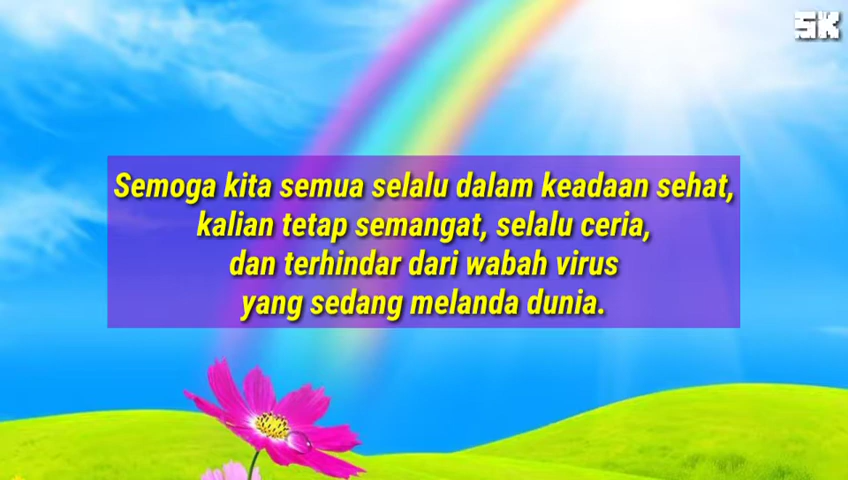 SK
Semoga kita semua selalu dalam keadaan sehat,
kalian tetap semangat, selalu ceria,
dan terhindar dari wabah virus
yang sedang melanda dunia.